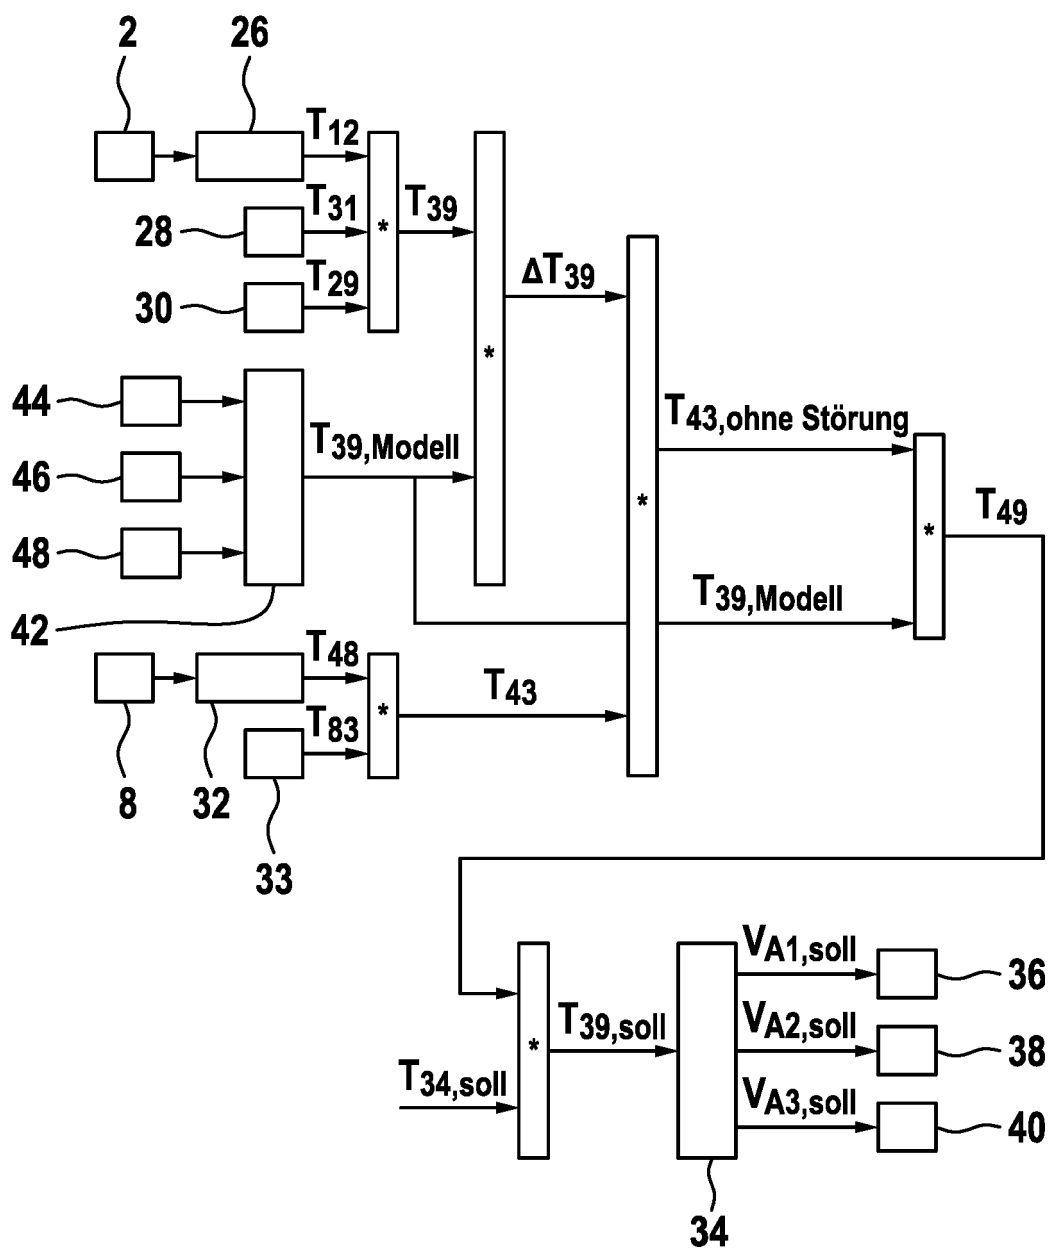 2 26
T12
T31
T29
*
T39
28
30
ΔT39
*
44
46
48
T39,Modell
T43,ohne Störung
*
*
T49
42
T39,Modell
T48
T83
*
T43
8 32
33
VA1,soll
36
T39,soll
VA2,soll
38
*
T34,soll
VA3,soll
40
34